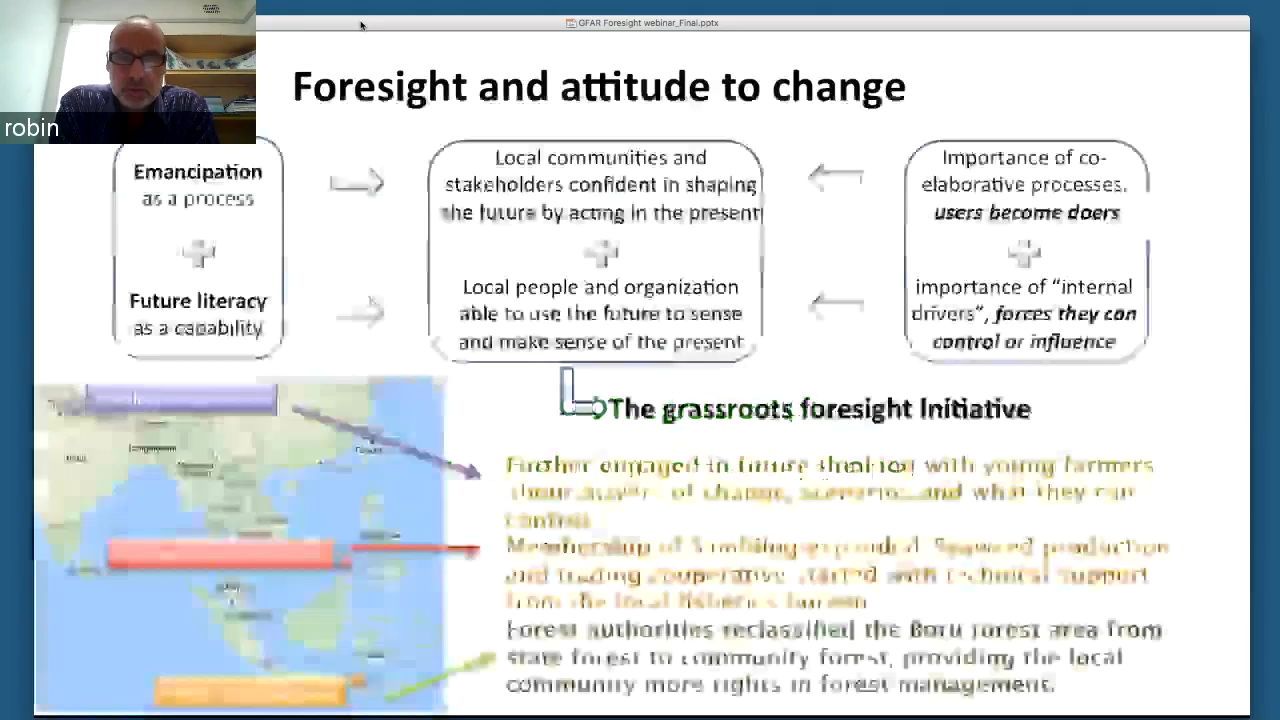 GFAR Foresight webinar_Final.pptx
robin
Foresight and attitude to change
Emancipation
as a process
Future literacy
as a capability
Local communities and
stakeholders confident in shaping
the future by acting in the present
Local people and organization
able to use the future to sense
and make sense of the present
Importance of co-
elaborative processes,
users become doers
importance of “internal
drivers”, forces they can
control or influence
The grassroots foresight Initiative
Further engaged in future thinking with young farmers
of change, scenarios and what they can
control
Membership of expanded. Seaweed production
and trading cooperative started with technical support
from the local fisheries bureau
Forest authorities reclassified the Boru forest area from
state forest to community forest, providing the local
community more rights in forest management.